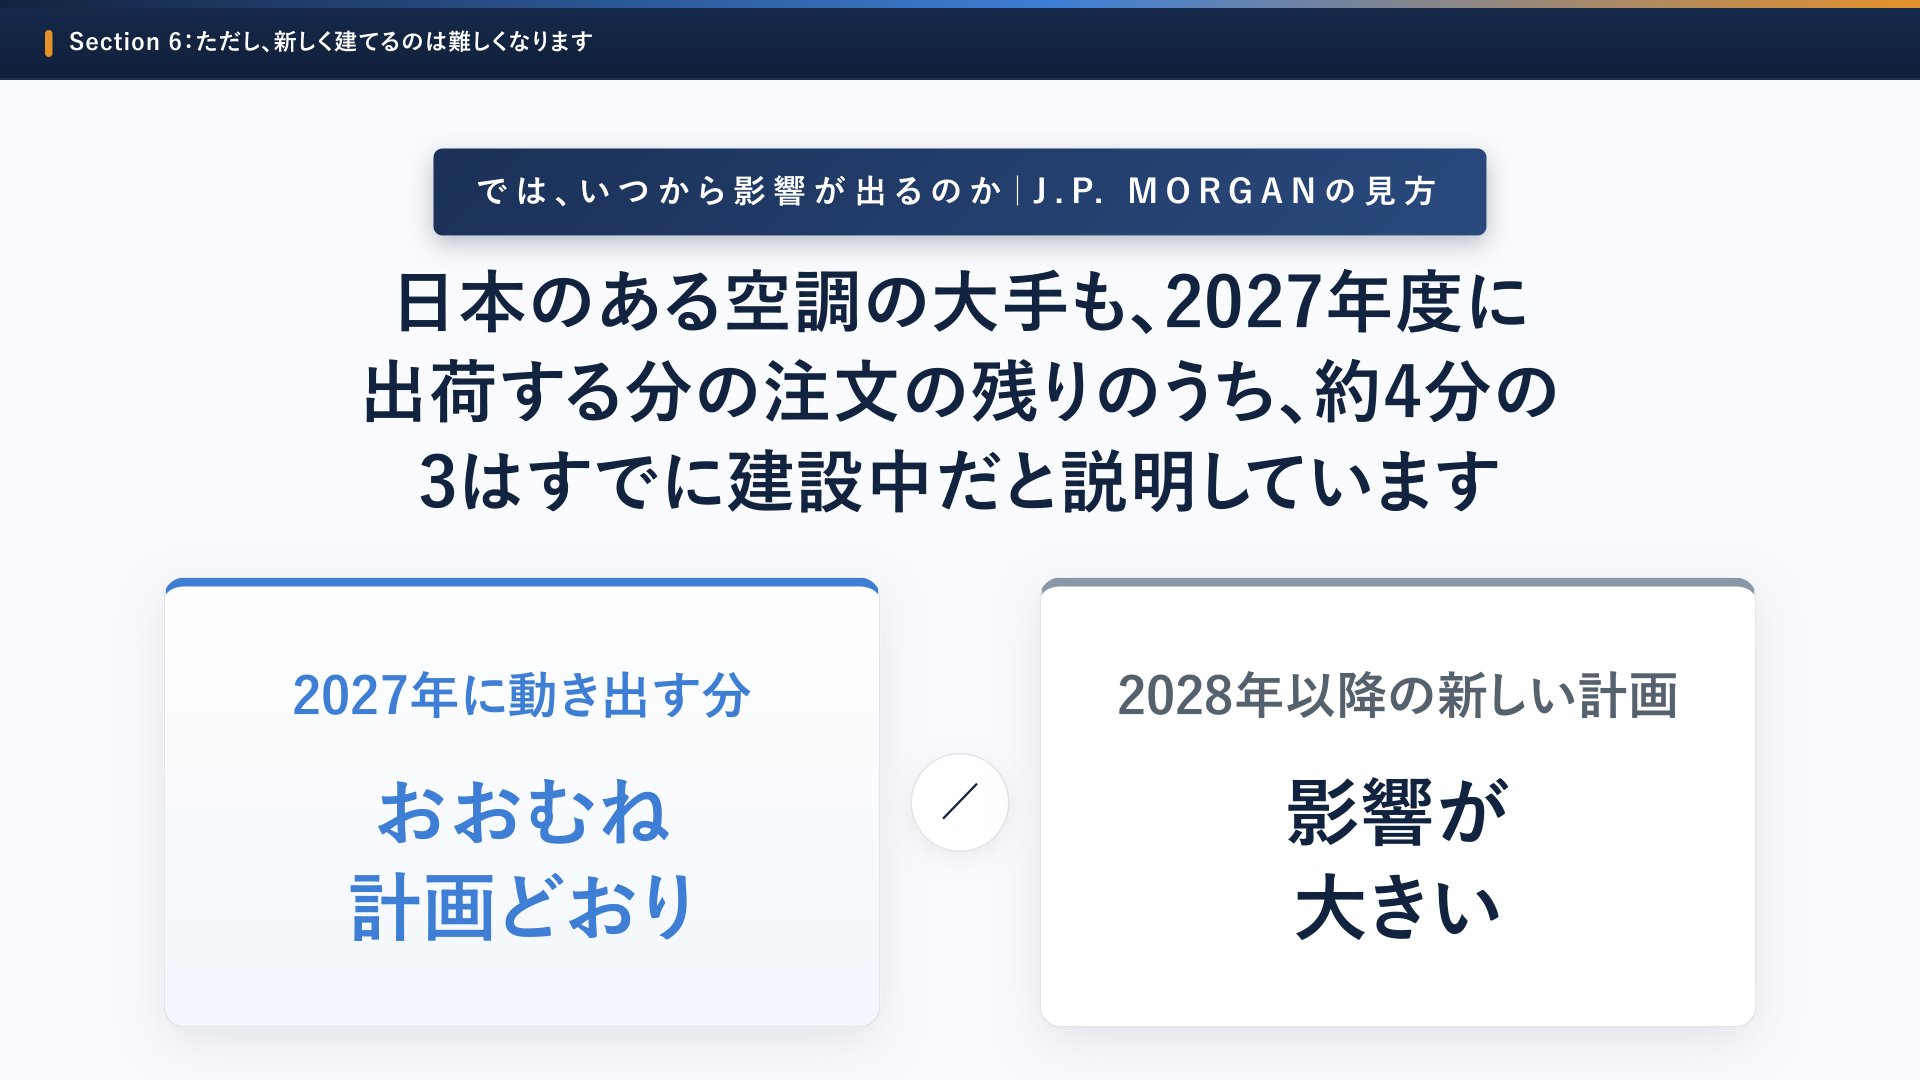 Section 6：ただし、新しく建てるのは難しくなります
では、いつから影響が出るのか｜J.P. MORGANの見方
日本のある空調の大手も、2027年度に
出荷する分の注文の残りのうち、約4分の
3はすでに建設中だと説明しています
2027年に動き出す分
おおむね
計画どおり
／
2028年以降の新しい計画
影響が
大きい